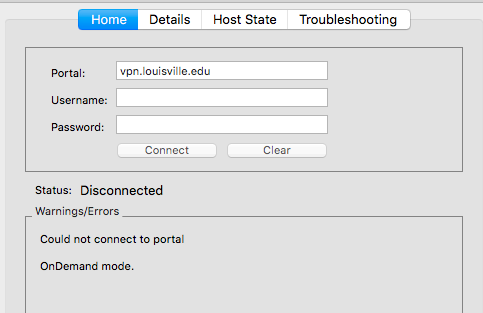 Home Details Host State Troubleshooting
Portal: vpn.louisville.edu
Username:
Password:
Connect Clear
Status: Disconnected
Warnings/Errors
Could not connect to portal
OnDemand mode.